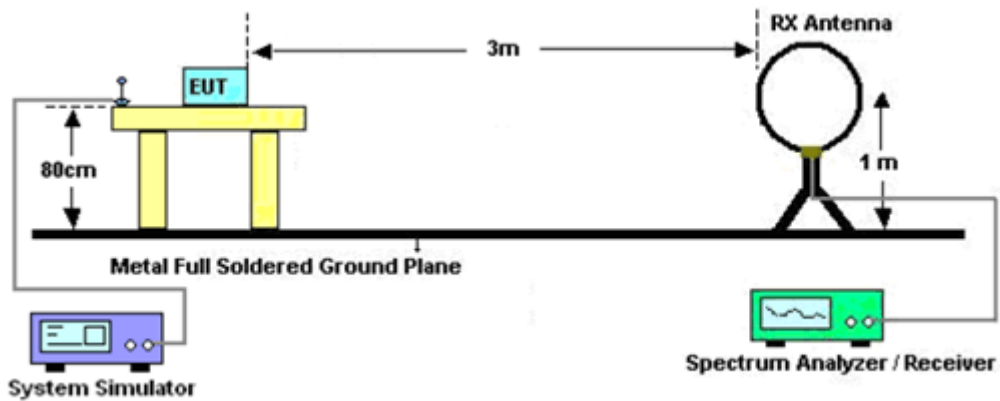 RX Antenna
3m
EUT
80cm
1 m
Metal Full Soldered Ground Plane
System Simulator
Spectrum Analyzer / Receiver